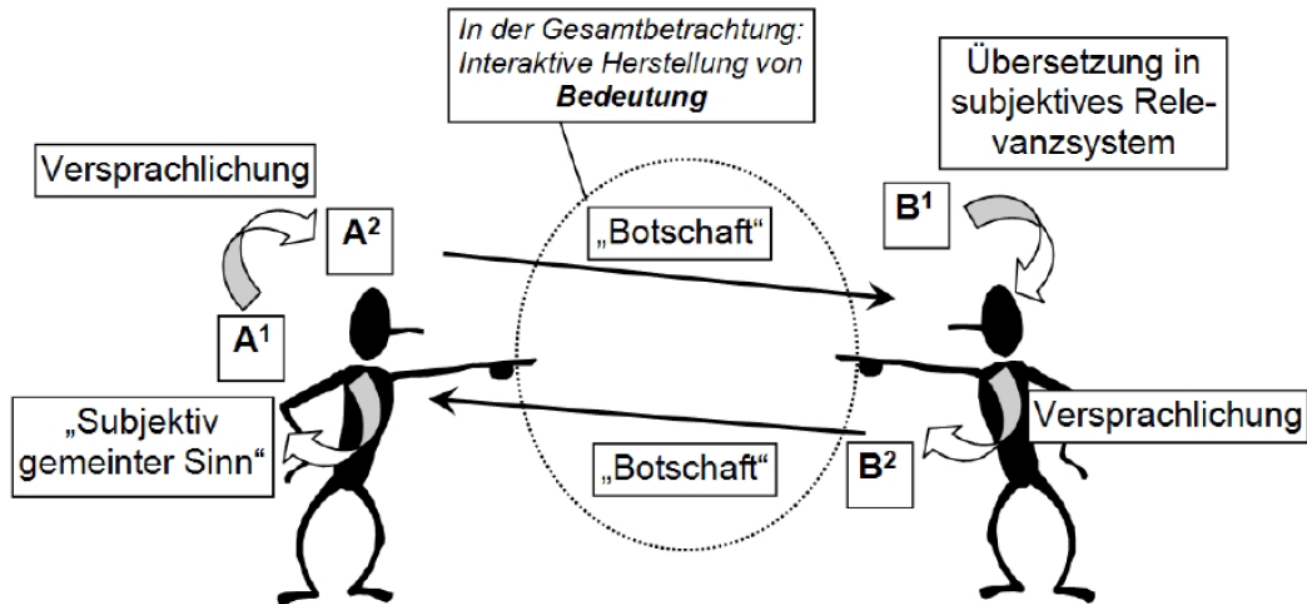 In der Gesamtbetrachtung:
Interaktive Herstellung von
Bedeutung
Übersetzung in
subjektives Rele-
vanzsystem
Versprachlichung
A²
B¹
„Botschaft“
A¹
„Subjektiv
gemeinter Sinn“
Versprachlichung
„Botschaft“
B²